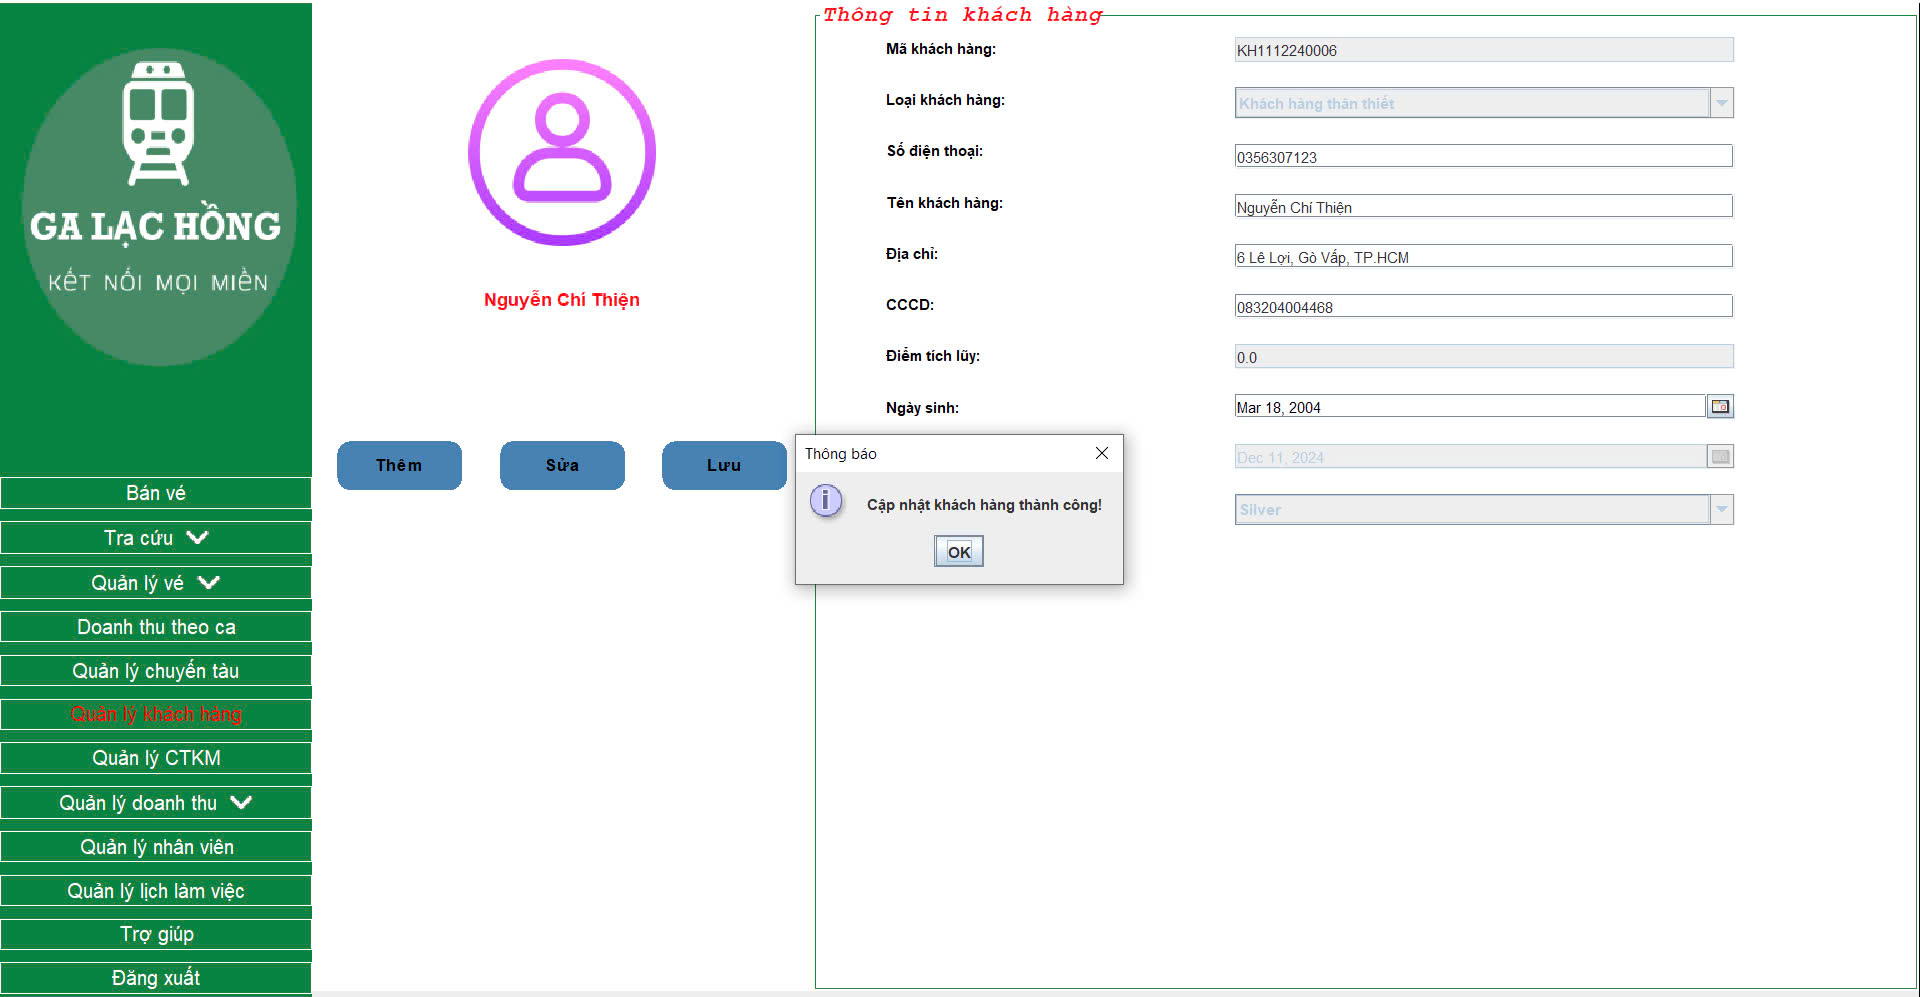 GA LẠC HỒNG
KẾT NỐI MỌI MIỀN
Bán vé
Tra cứu
Quản lý vé
Doanh thu theo ca
Quản lý chuyến tàu
Quản lý khách hàng
Quản lý CTKM
Quản lý doanh thu
Quản lý nhân viên
Quản lý lịch làm việc
Trợ giúp
Đăng xuất
Nguyễn Chí Thiện
Thêm Sửa Lưu
Thông tin khách hàng
Mã khách hàng: KH1112240006
Loại khách hàng: Khách hàng thân thiết
Số điện thoại: 0356307123
Tên khách hàng: Nguyễn Chí Thiện
Địa chỉ: 6 Lê Lợi, Gò Vấp, TP.HCM
CCCD: 083204004468
Điểm tích lũy: 0.0
Ngày sinh: Mar 18, 2004
Dec 11, 2024
Silver
Thông báo
Cập nhật khách hàng thành công!
OK